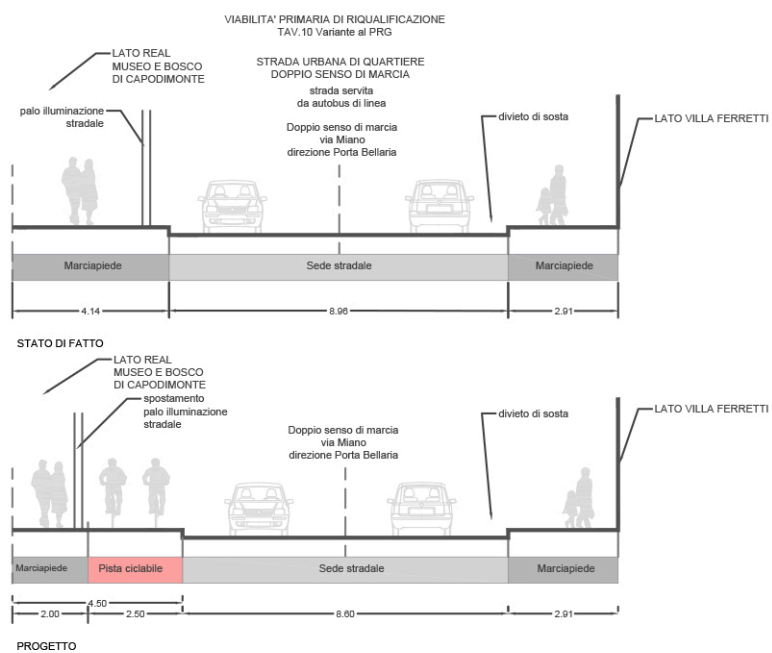 VIABILITA' PRIMARIA DI RIQUALIFICAZIONE
TAV.10 Variante al PRG
LATO REAL
MUSEO E BOSCO
DI CAPODIMONTE
STRADA URBANA DI QUARTIERE
DOPPIO SENSO DI MARCIA
strada servita
da autobus di linea
palo illuminazione
stradale
divieto di sosta
LATO VILLA FERRETTI
Doppio senso di marcia
via Miano
direzione Porta Bellaria
Marciapiede
Sede stradale
Marciapiede
4.14
8.96
2.91
STATO DI FATTO
LATO REAL
MUSEO E BOSCO
DI CAPODIMONTE
spostamento
palo illuminazione
stradale
divieto di sosta
LATO VILLA FERRETTI
Doppio senso di marcia
via Miano
direzione Porta Bellaria
Marciapiede
Pista ciclabile
Sede stradale
Marciapiede
4.50
2.00
2.50
8.60
2.91
PROGETTO